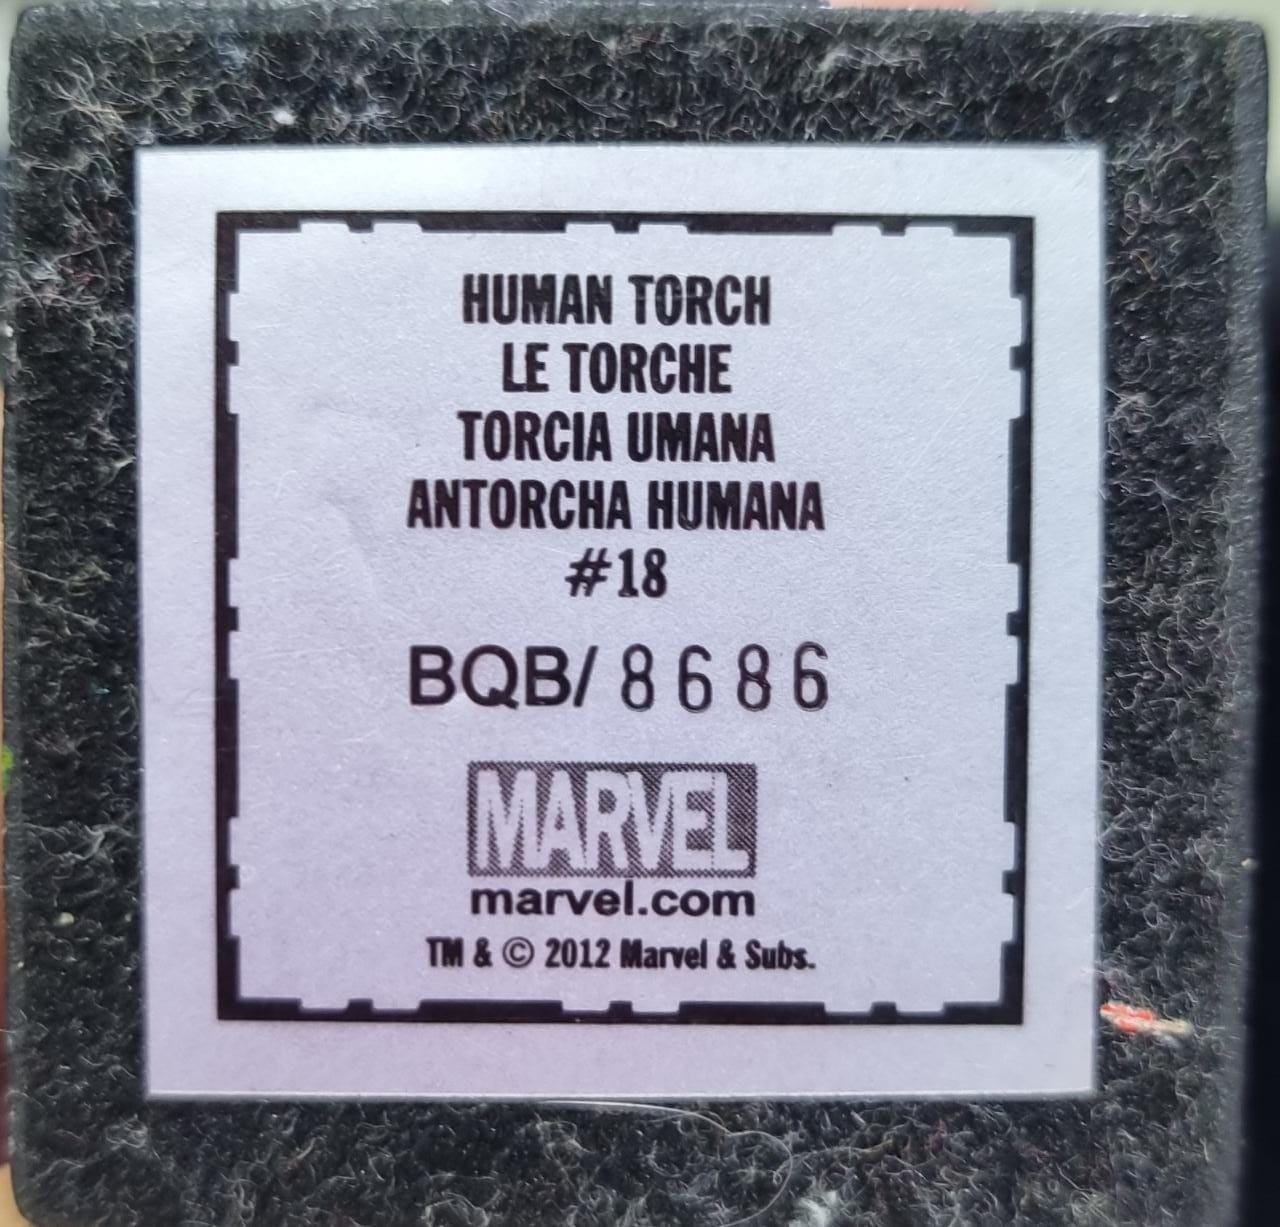 HUMAN TORCH
LE TORCHE
TORCIA UMANA
ANTORCHA HUMANA
#18
BQB/ 8686
MARVEL
marvel.com
TM & © 2012 Marvel & Subs.